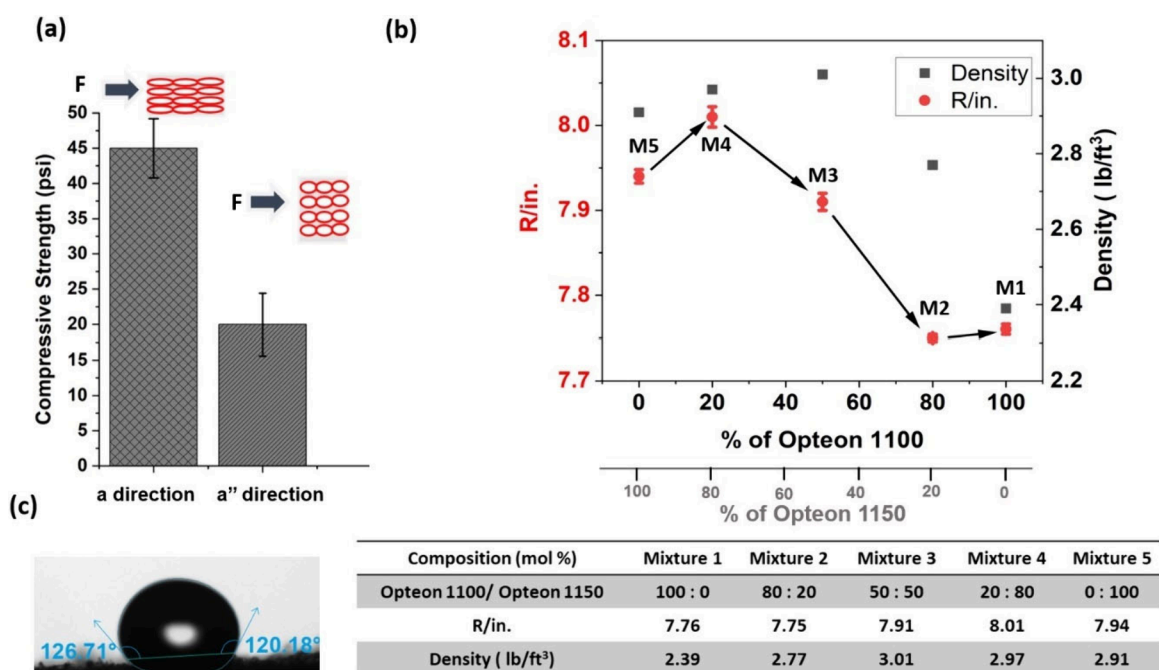 (a)
F
F
50
45
40
35
30
25
20
15
10
5
0
Compressive Strength (psi)
a direction
a” direction
(b)
8.1
8.0
7.9
7.8
7.7
R/in.
Density
R/in.
M5
M4
M3
M2
M1
3.0
2.8
2.6
2.4
2.2
Density ( lb/ft³)
0 20 40 60 80 100
% of Opteon 1100
100 80 60 40 20 0
% of Opteon 1150
(c)
126.71°
120.18°
Composition (mol %) Mixture 1 Mixture 2 Mixture 3 Mixture 4 Mixture 5
Opteon 1100/ Opteon 1150 100 : 0 80 : 20 50 : 50 20 : 80 0 : 100
R/in. 7.76 7.75 7.91 8.01 7.94
Density ( lb/ft³) 2.39 2.77 3.01 2.97 2.91